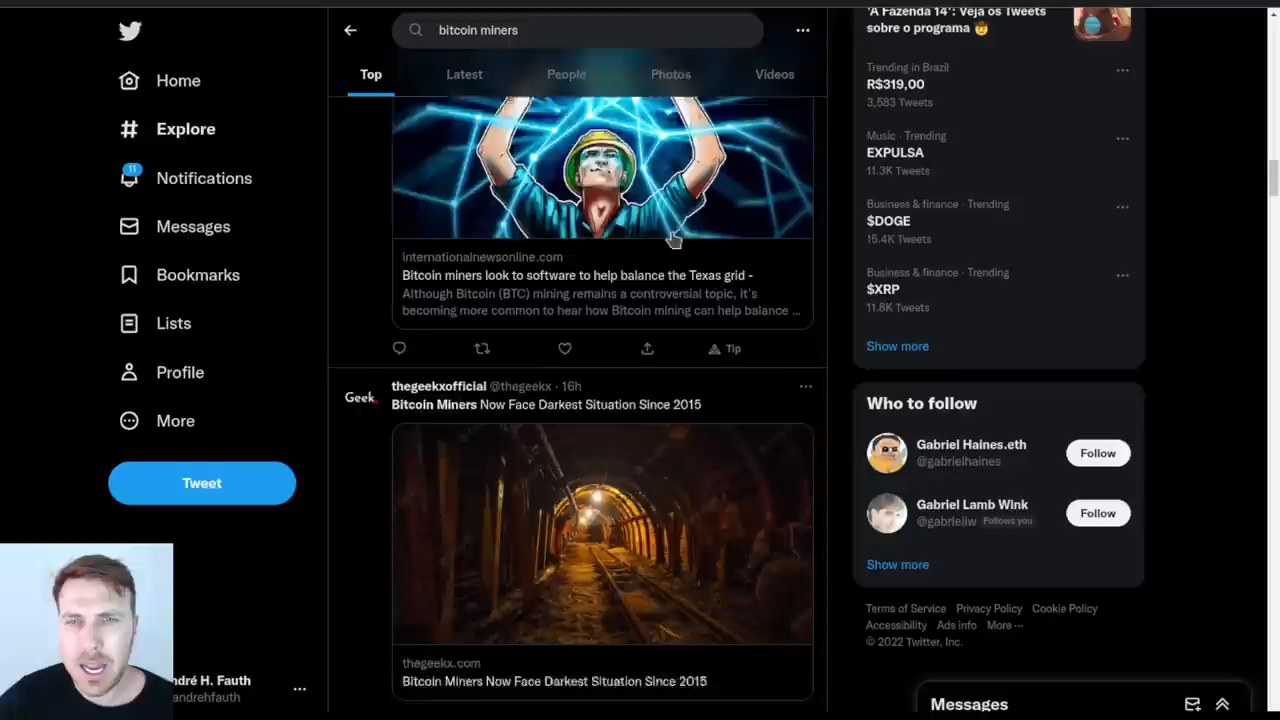 bitcoin miners
Top
Latest
People
Photos
Videos
Home
Explore
11
Notifications
Messages
Bookmarks
Lists
Profile
More
Tweet
ndré H. Fauth
andrehfauth
internationalnewsonline.com
Bitcoin miners look to software to help balance the Texas grid -
Although Bitcoin (BTC) mining remains a controversial topic, it's
becoming more common to hear how Bitcoin mining can help balance ...
Tip
Geek.
thegeekxofficial @thegeekx · 16h
Bitcoin Miners Now Face Darkest Situation Since 2015
thegeekx.com
Bitcoin Miners Now Face Darkest Situation Since 2015
'A Fazenda 14': Veja os Tweets
sobre o programa 🤠
Trending in Brazil
R$319,00
3,583 Tweets
Music · Trending
EXPULSA
11.3K Tweets
Business & finance · Trending
$DOGE
15.4K Tweets
Business & finance · Trending
$XRP
11.8K Tweets
Show more
Who to follow
Gabriel Haines.eth
@gabrielhaines
Follow
Gabriel Lamb Wink
@gabrieliw Follows you
Follow
Show more
Terms of Service Privacy Policy Cookie Policy
Accessibility Ads info More ···
© 2022 Twitter, Inc.
Messages